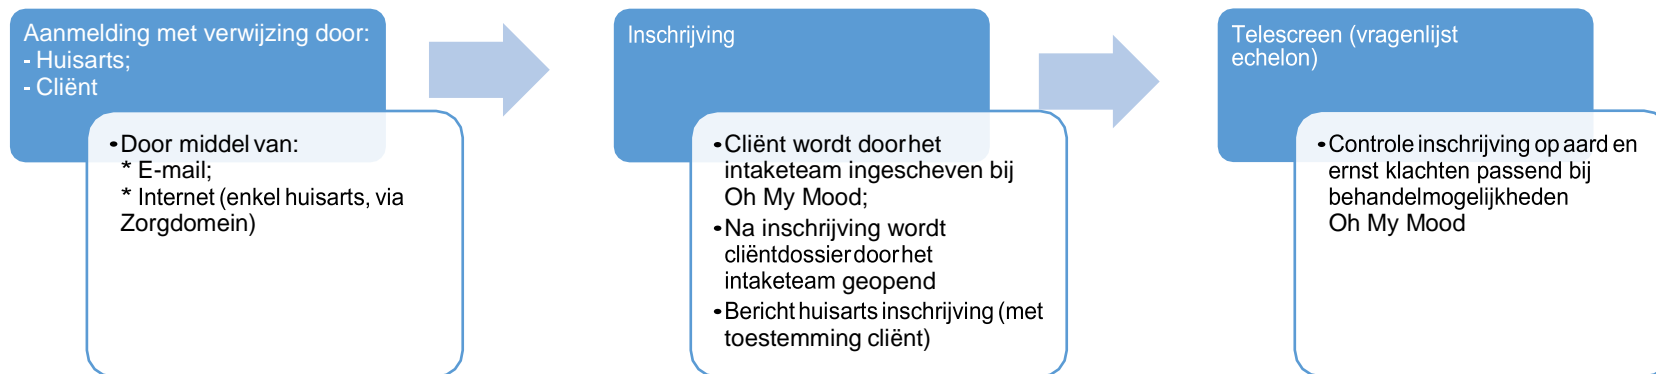 Aanmelding met verwijzing door:
- Huisarts;
- Cliënt
•Door middel van:
* E-mail;
* Internet (enkel huisarts, via
Zorgdomein)
Inschrijving
•Cliënt wordt door het
intaketeam ingescheven bij
Oh My Mood;
•Na inschrijving wordt
cliëntdossier door het
intaketeam geopend
•Bericht huisarts inschrijving (met
toestemming cliënt)
Telescreen (vragenlijst
echelon)
•Controle inschrijving op aard en
ernst klachten passend bij
behandelmogelijkheden
Oh My Mood